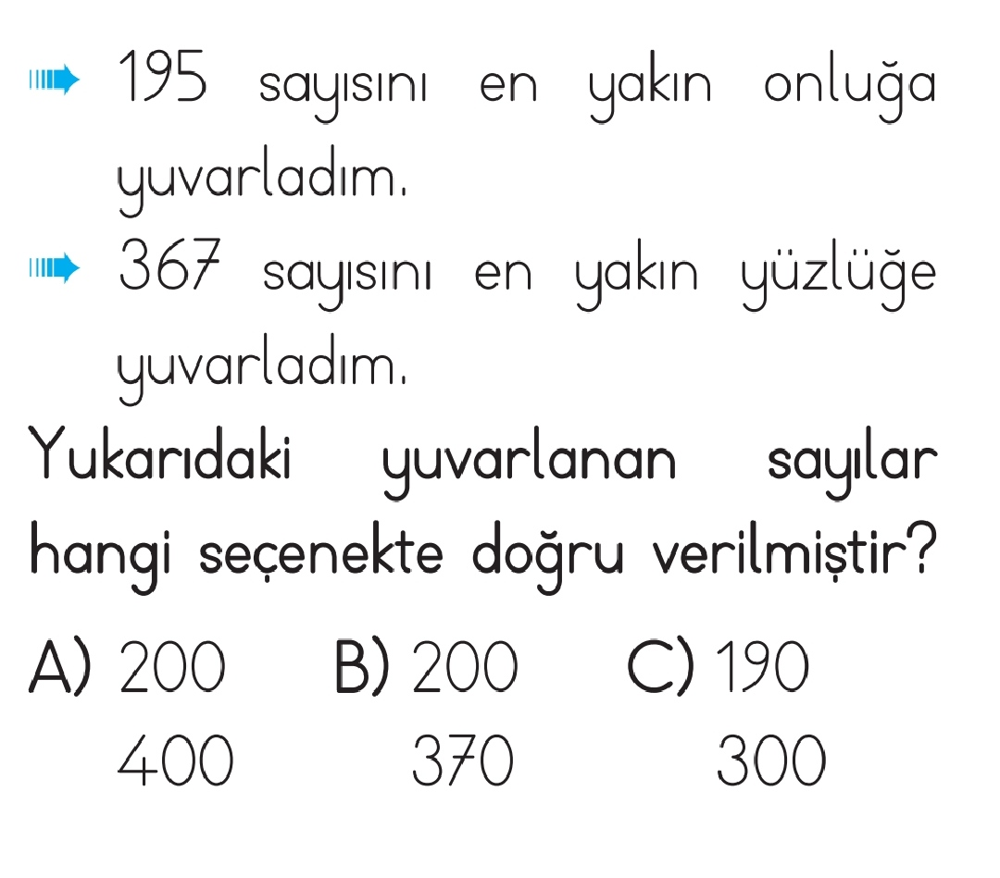 195 sayısını en yakın onluğa
yuvarladım.
367 sayısını en yakın yüzlüğe
yuvarladım.
Yukarıdaki yuvarlanan sayılar
hangi seçenekte doğru verilmiştir?
A) 200 B) 200 C) 190
400 370 300